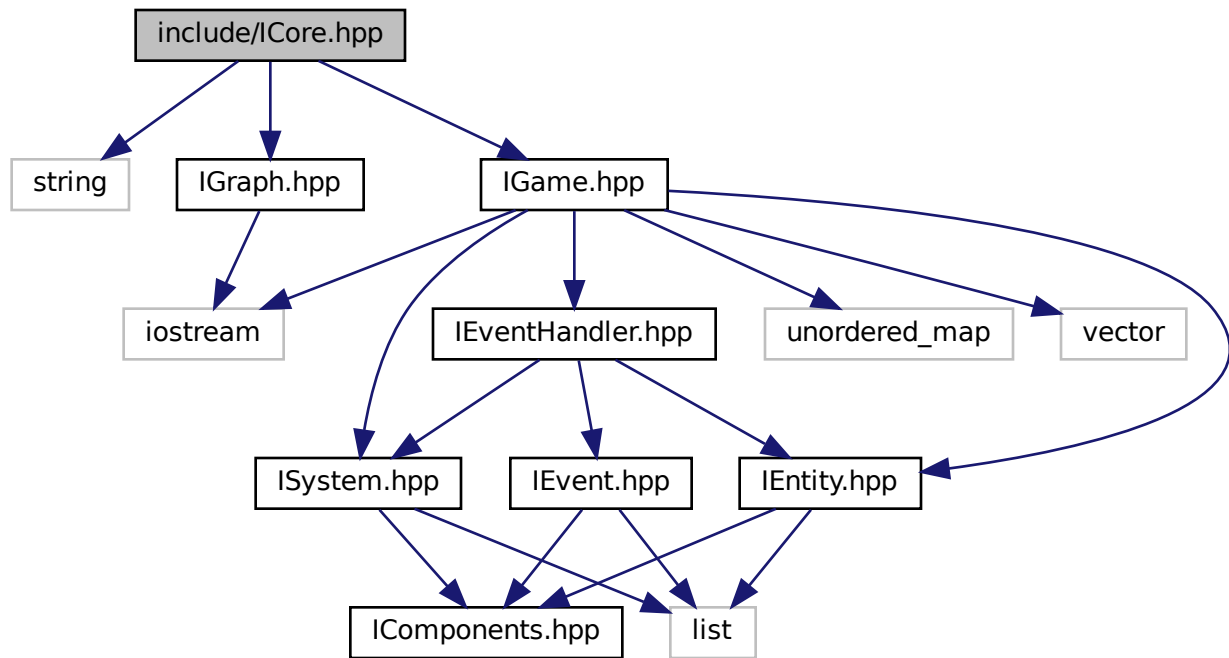 include/ICore.hpp
string
IGraph.hpp
IGame.hpp
iostream
IEventHandler.hpp
unordered_map
vector
ISystem.hpp
IEvent.hpp
IEntity.hpp
IComponents.hpp
list